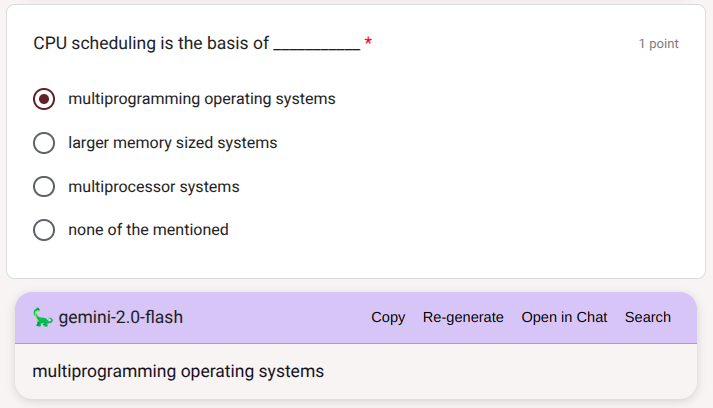 CPU scheduling is the basis of ___________ *
1 point
multiprogramming operating systems
larger memory sized systems
multiprocessor systems
none of the mentioned
gemini-2.0-flash Copy Re-generate Open in Chat Search
multiprogramming operating systems